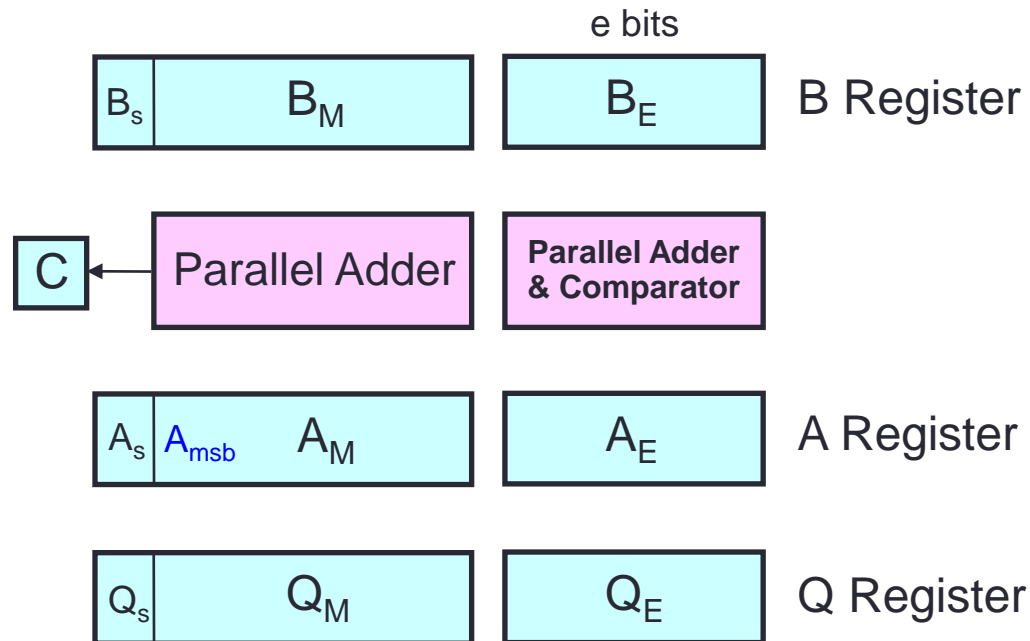 e bits
Bs BM BE B Register
C Parallel Adder Parallel Adder
& Comparator
As Amsb AM AE A Register
Qs QM QE Q Register